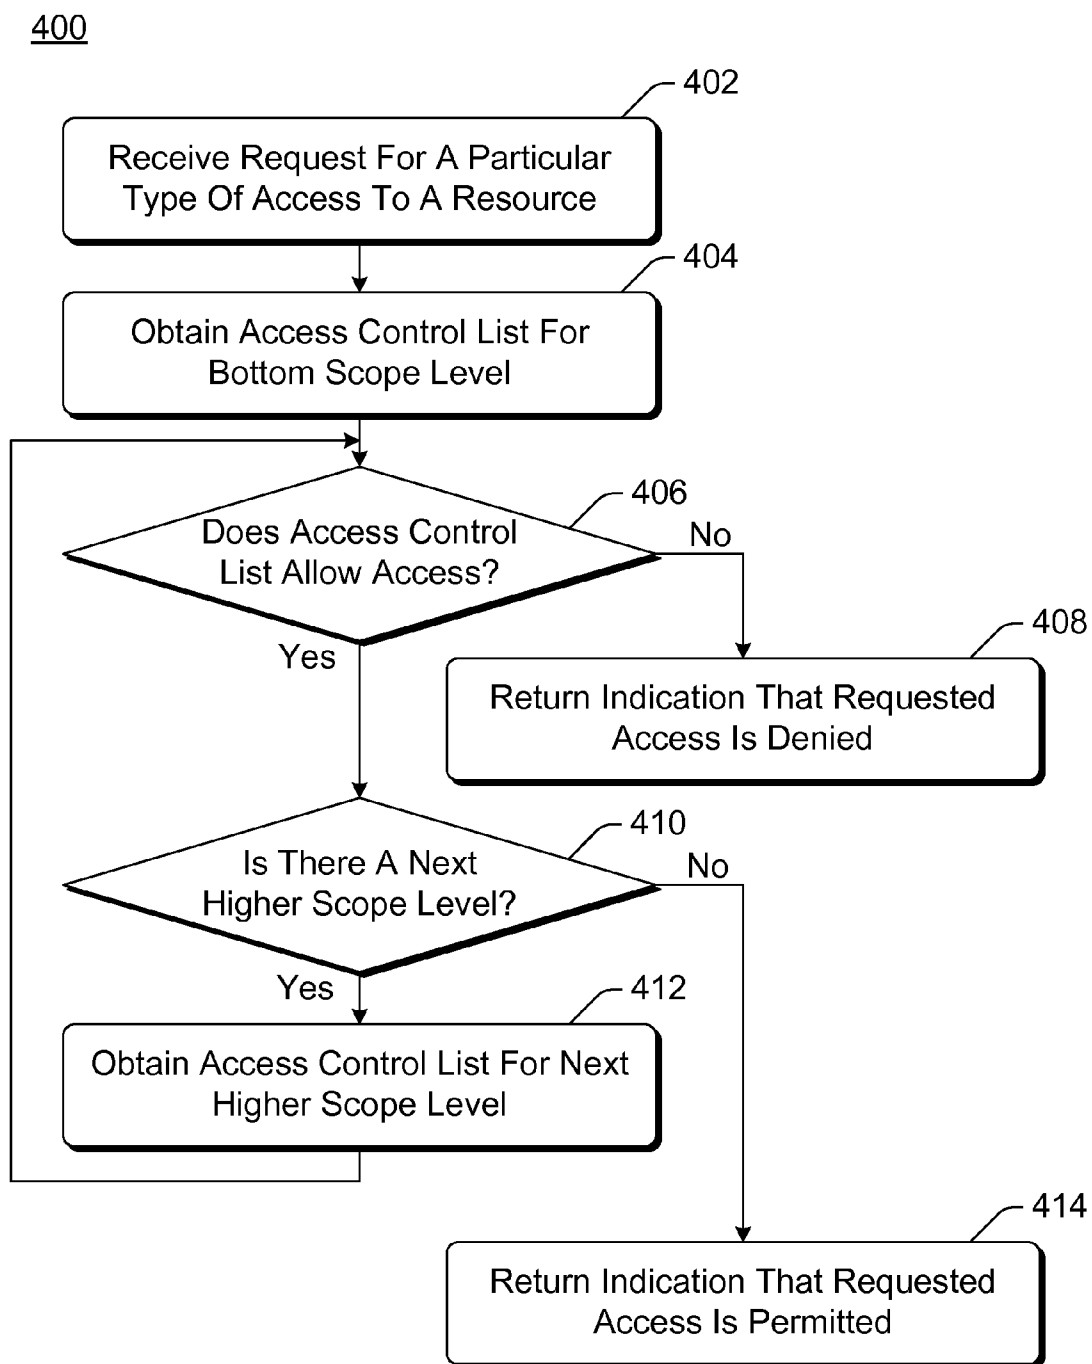 400
402
Receive Request For A Particular
Type Of Access To A Resource
404
Obtain Access Control List For
Bottom Scope Level
406
Does Access Control
List Allow Access?
No
Yes
408
Return Indication That Requested
Access Is Denied
410
Is There A Next
Higher Scope Level?
No
Yes
412
Obtain Access Control List For Next
Higher Scope Level
414
Return Indication That Requested
Access Is Permitted